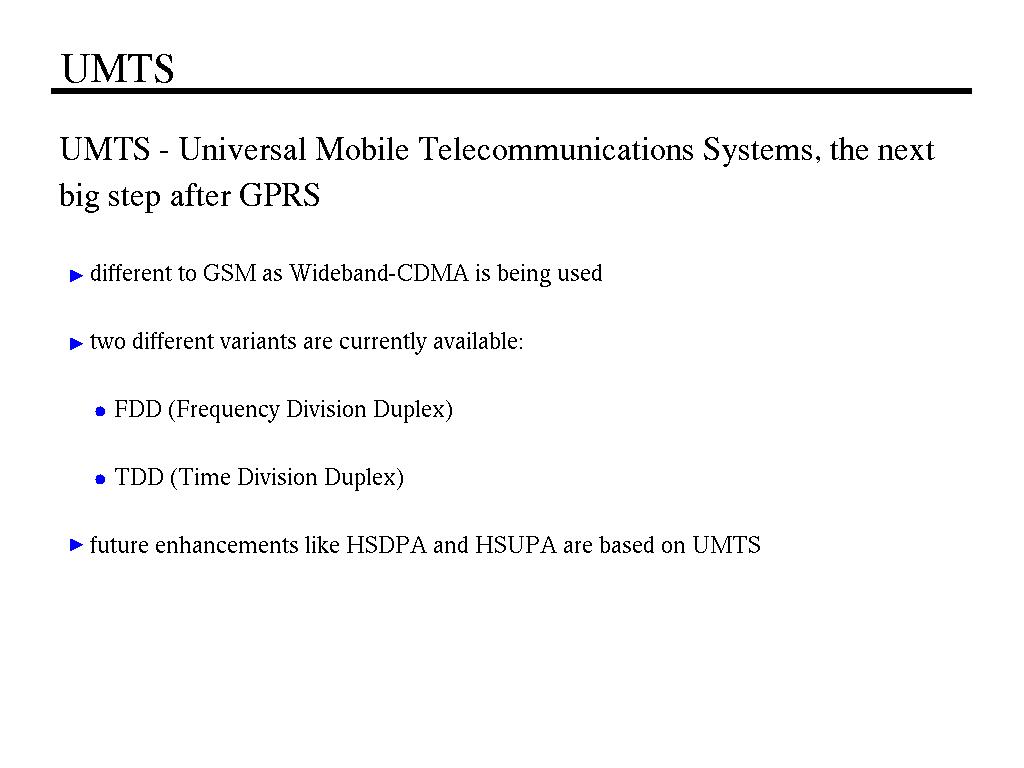 UMTS
UMTS - Universal Mobile Telecommunications Systems, the next
big step after GPRS
different to GSM as Wideband-CDMA is being used
two different variants are currently available:
FDD (Frequency Division Duplex)
TDD (Time Division Duplex)
future enhancements like HSDPA and HSUPA are based on UMTS